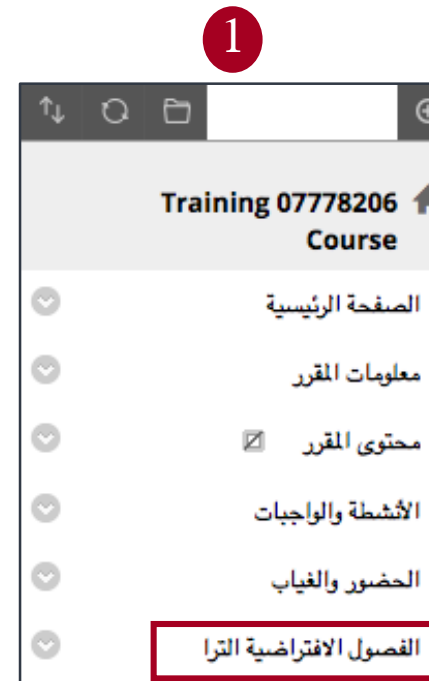 1
Training 07778206
Course
الصفحة الرئيسية
معلومات المقرر
محتوى المقرر
الأنشطة والواجبات
الحضور والغياب
الفصول الافتراضية الترا